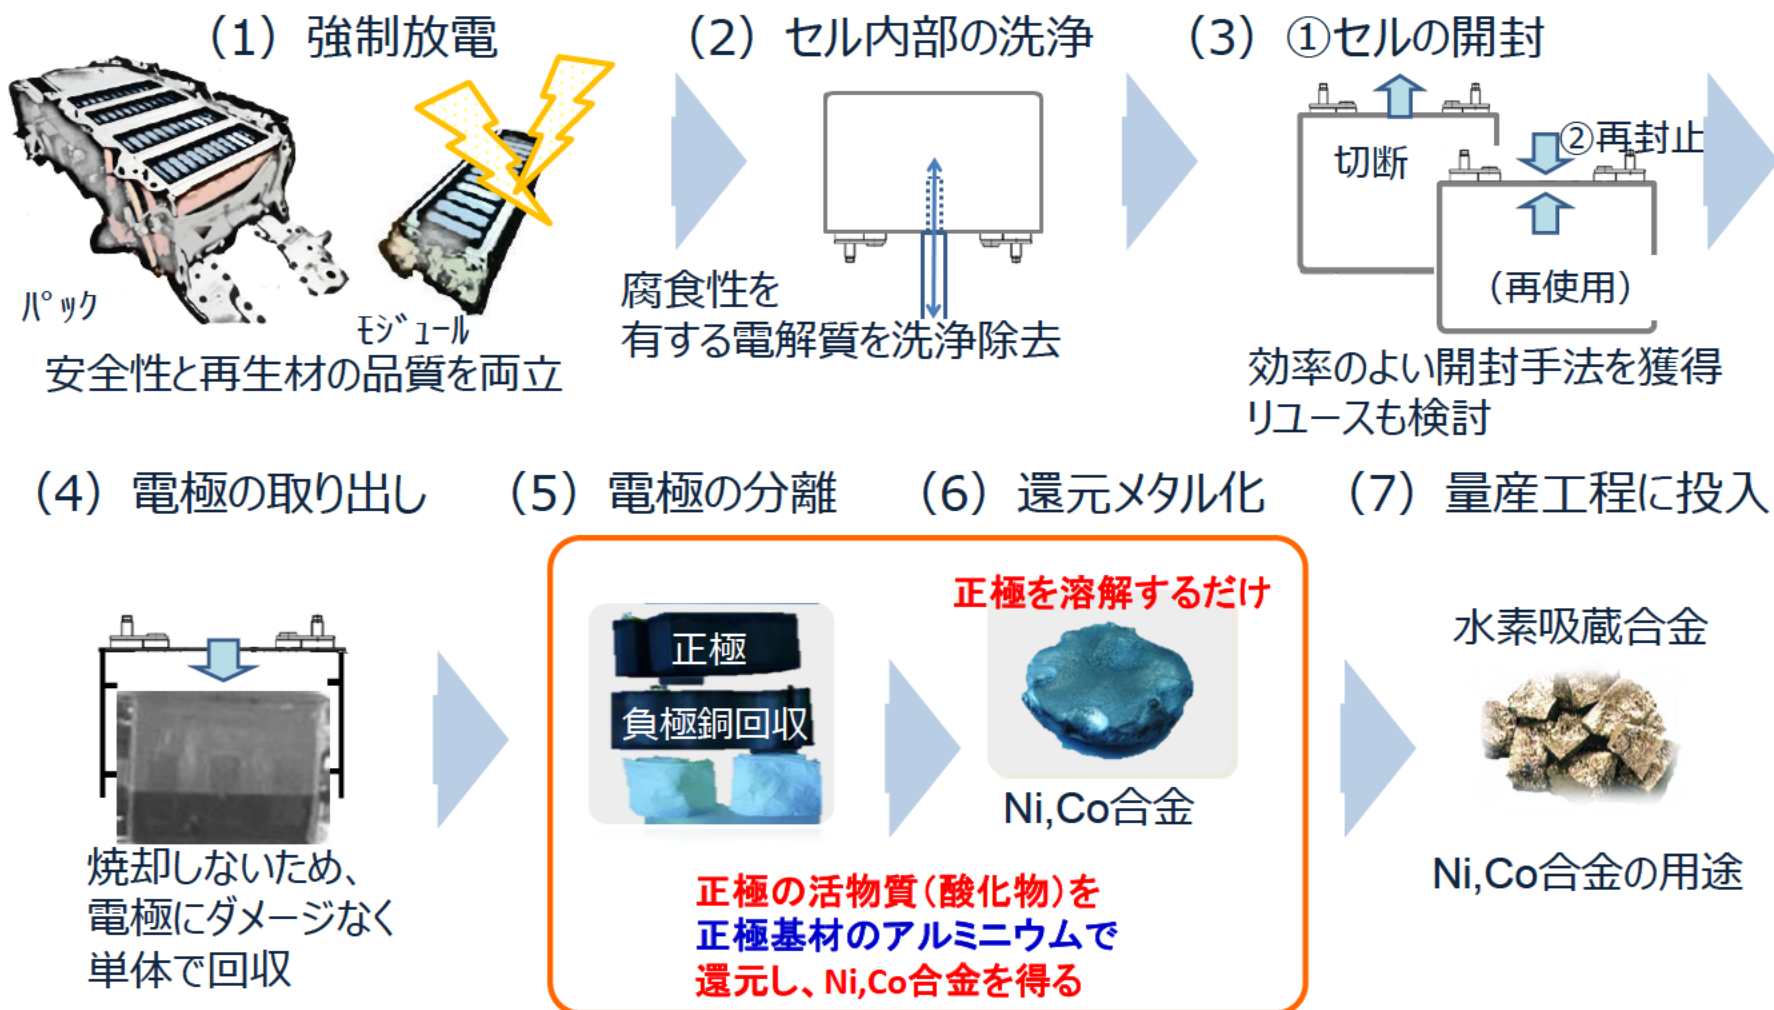 （1）強制放電
（2）セル内部の洗浄
（3）①セルの開封
②再封止
切断
（再使用）
ﾊﾟｯｸ
ﾓｼﾞｭｰﾙ
安全性と再生材の品質を両立
腐食性を
有する電解質を洗浄除去
効率のよい開封手法を獲得
リユースも検討
（4）電極の取り出し
（5）電極の分離
（6）還元メタル化
（7）量産工程に投入
焼却しないため、
電極にダメージなく
単体で回収
正極
負極銅回収
正極を溶解するだけ
Ni,Co合金
正極の活物質（酸化物）を
正極基材のアルミニウムで
還元し、Ni,Co合金を得る
水素吸蔵合金
Ni,Co合金の用途